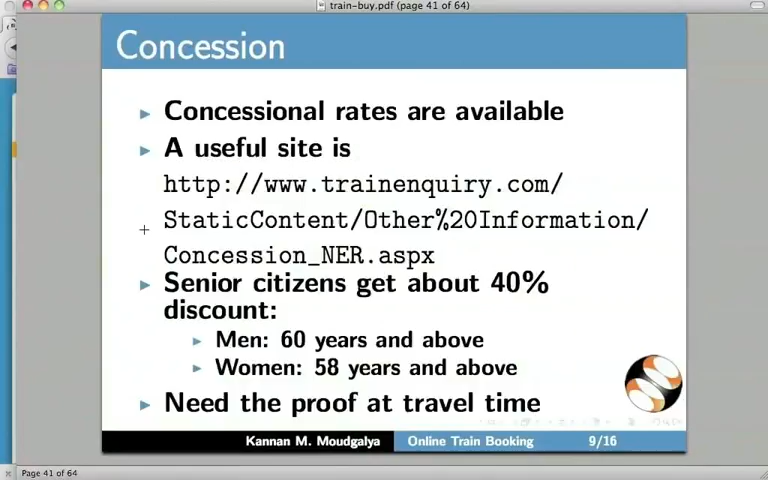 train-buy.pdf (page 41 of 64)
Concession
Concessional rates are available
A useful site is
http://www.trainenquiry.com/
StaticContent/Other%20Information/
Concession_NER.aspx
Senior citizens get about 40%
discount:
Men: 60 years and above
Women: 58 years and above
Need the proof at travel time
Kannan M. Moudgalya Online Train Booking 9/16
Page 41 of 64